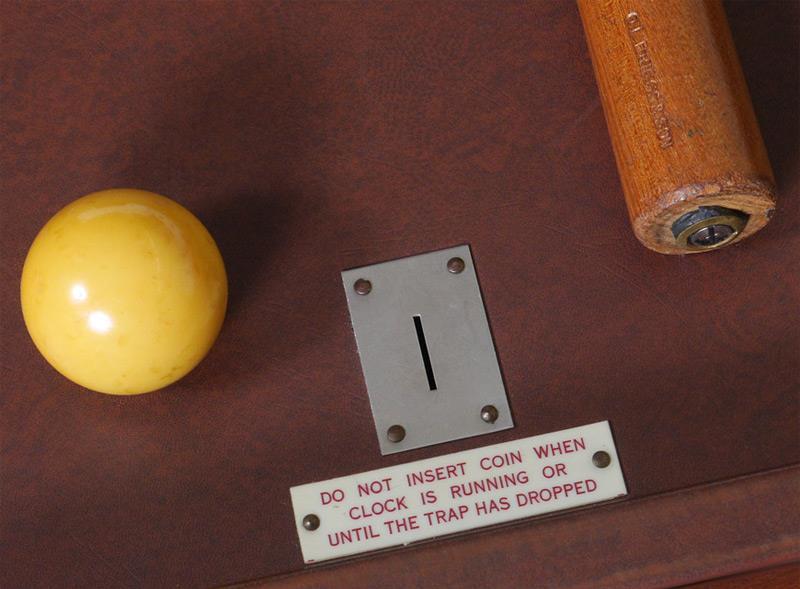 DO NOT INSERT COIN WHEN
CLOCK IS RUNNING OR
UNTIL THE TRAP HAS DROPPED